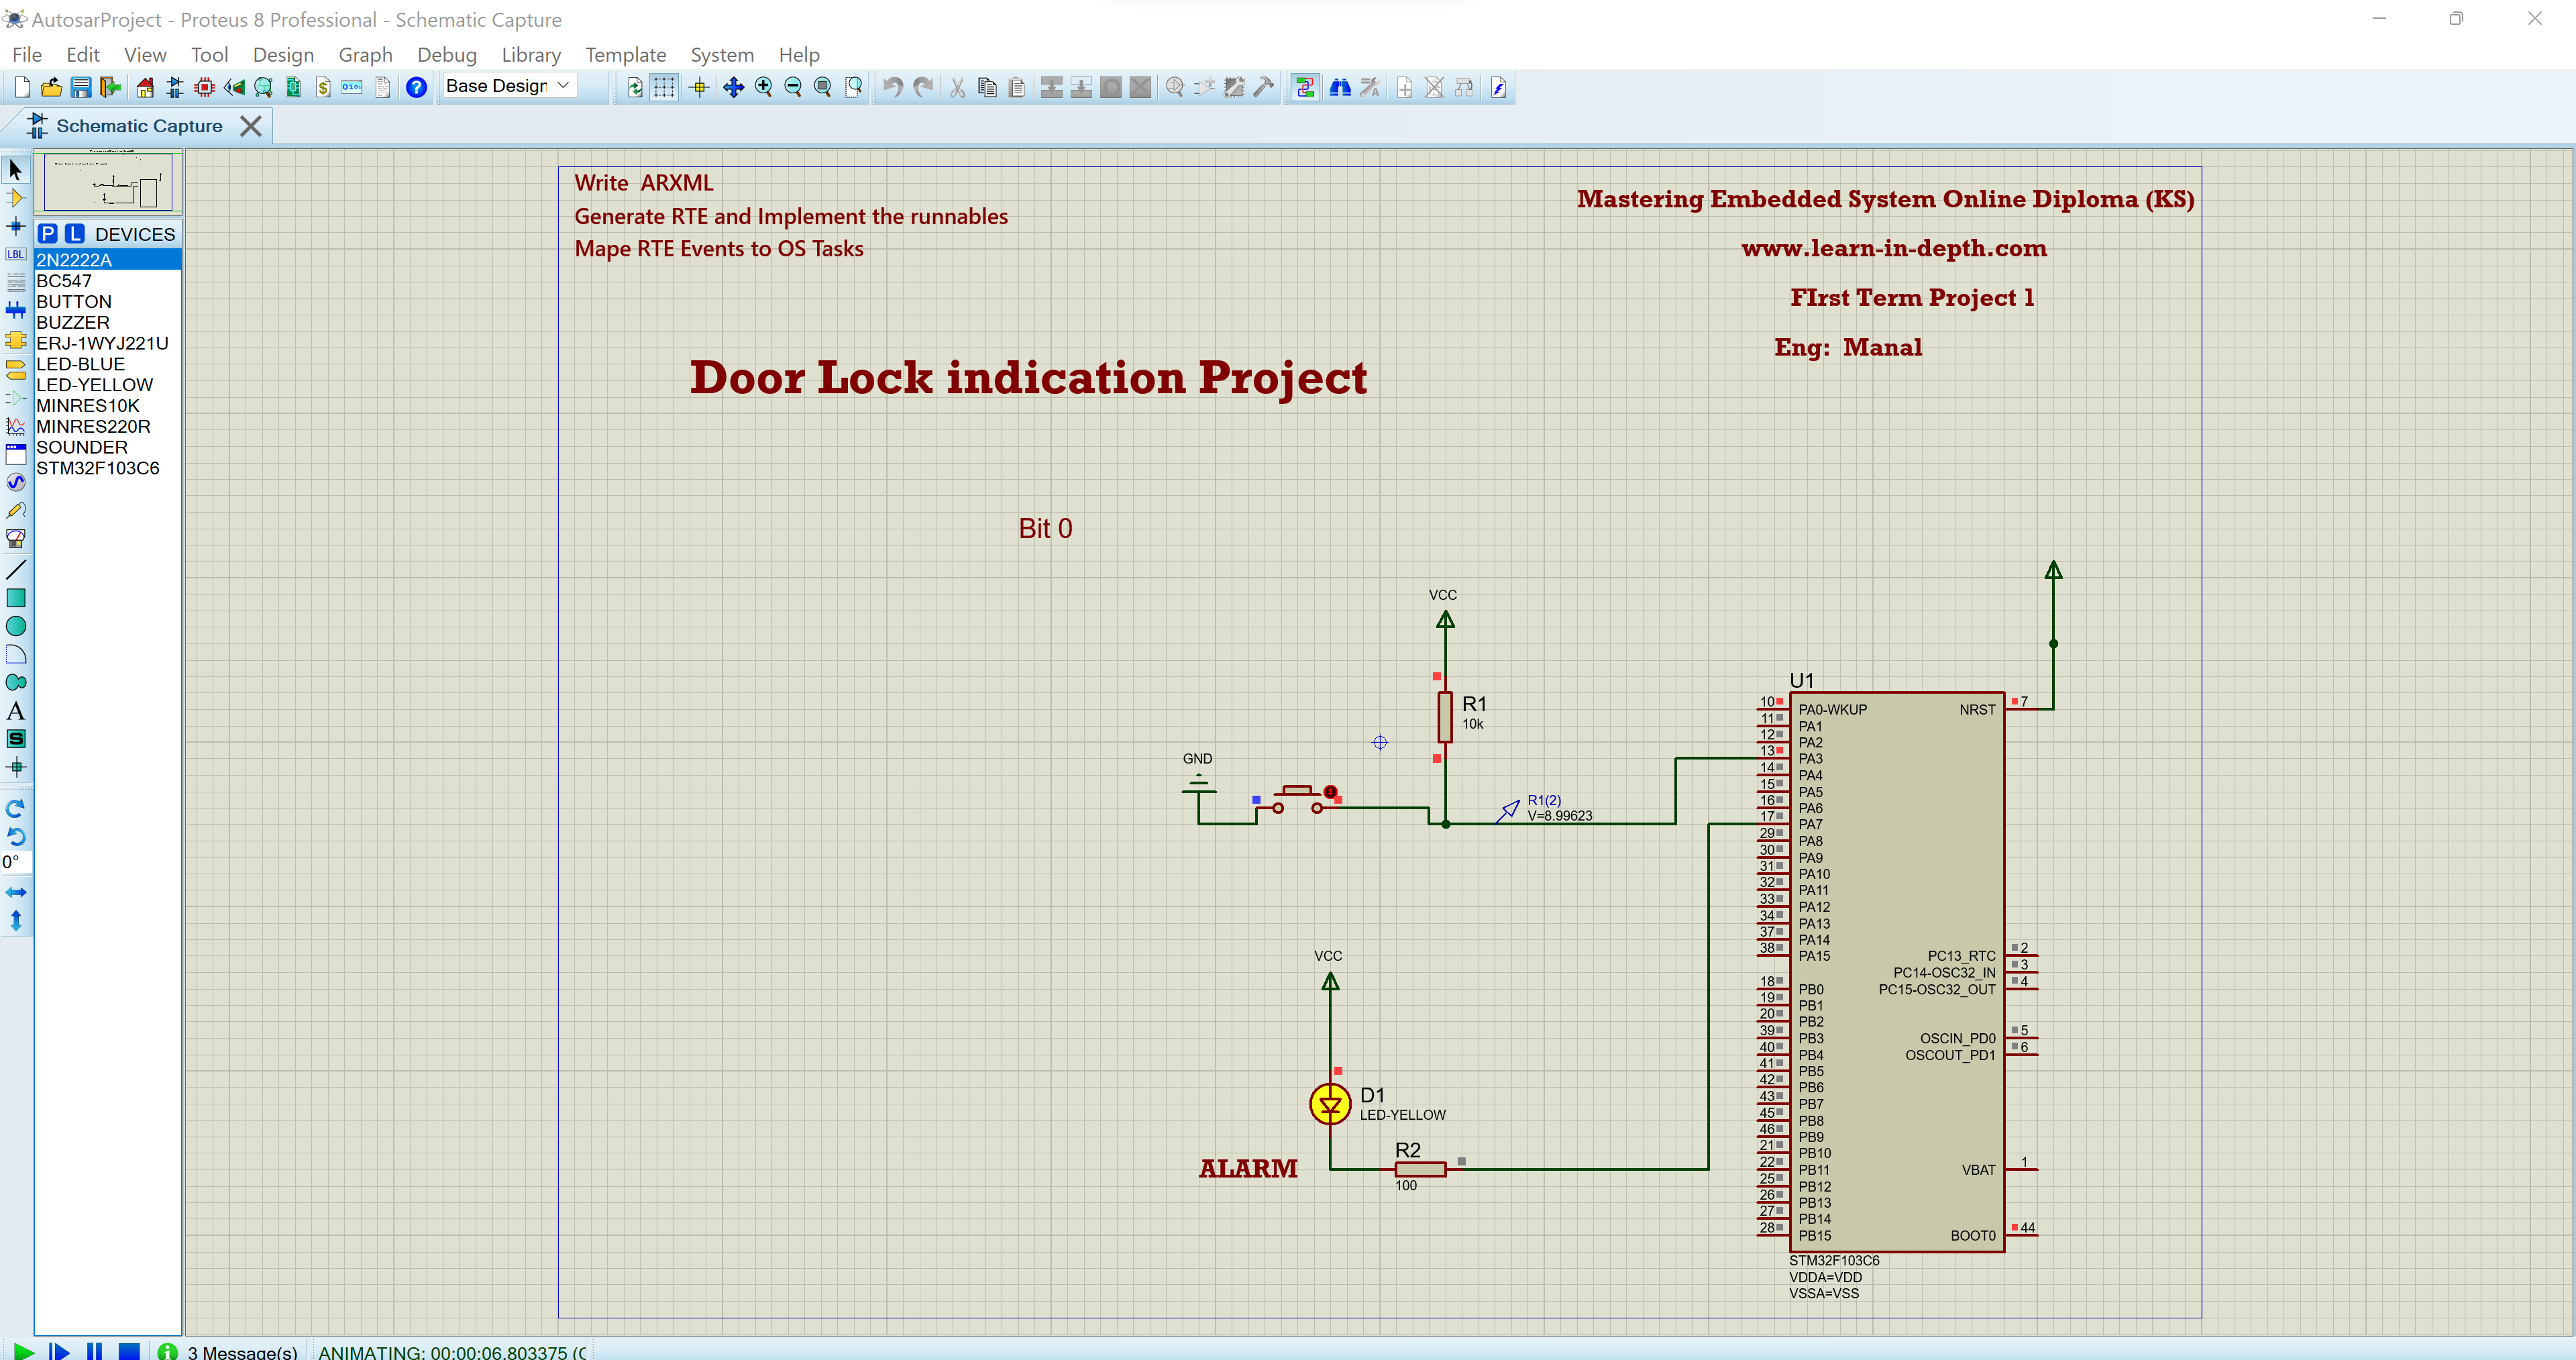 AutosarProject - Proteus 8 Professional - Schematic Capture
File Edit View Tool Design Graph Debug Library Template System Help
Base Design
Schematic Capture
P L DEVICES
2N2222A
BC547
BUTTON
BUZZER
ERJ-1WYJ221U
LED-BLUE
LED-YELLOW
MINRES10K
MINRES220R
SOUNDER
STM32F103C6
LBL
A
S
0°
Write ARXML
Generate RTE and Implement the runnables
Mape RTE Events to OS Tasks
Mastering Embedded System Online Diploma (KS)
www.learn-in-depth.com
FIrst Term Project 1
Eng: Manal
Door Lock indication Project
Bit 0
VCC
R1
10k
GND
R1(2)
V=8.99623
VCC
D1
LED-YELLOW
ALARM
R2
100
U1
10 PA0-WKUP NRST 7
11 PA1
12 PA2
13 PA3
14 PA4
15 PA5
16 PA6
17 PA7
29 PA8
30 PA9
31 PA10
32 PA11
33 PA12
34 PA13
37 PA14
38 PA15 PC13_RTC 2
PC14-OSC32_IN 3
18 PB0 PC15-OSC32_OUT 4
19 PB1
20 PB2
39 PB3 OSCIN_PD0 5
40 PB4 OSCOUT_PD1 6
41 PB5
42 PB6
43 PB7
45 PB8
46 PB9
21 PB10
22 PB11 VBAT 1
25 PB12
26 PB13
27 PB14
28 PB15 BOOT0 44
STM32F103C6
VDDA=VDD
VSSA=VSS
3 Message(s) ANIMATING: 00:00:06.803375 (